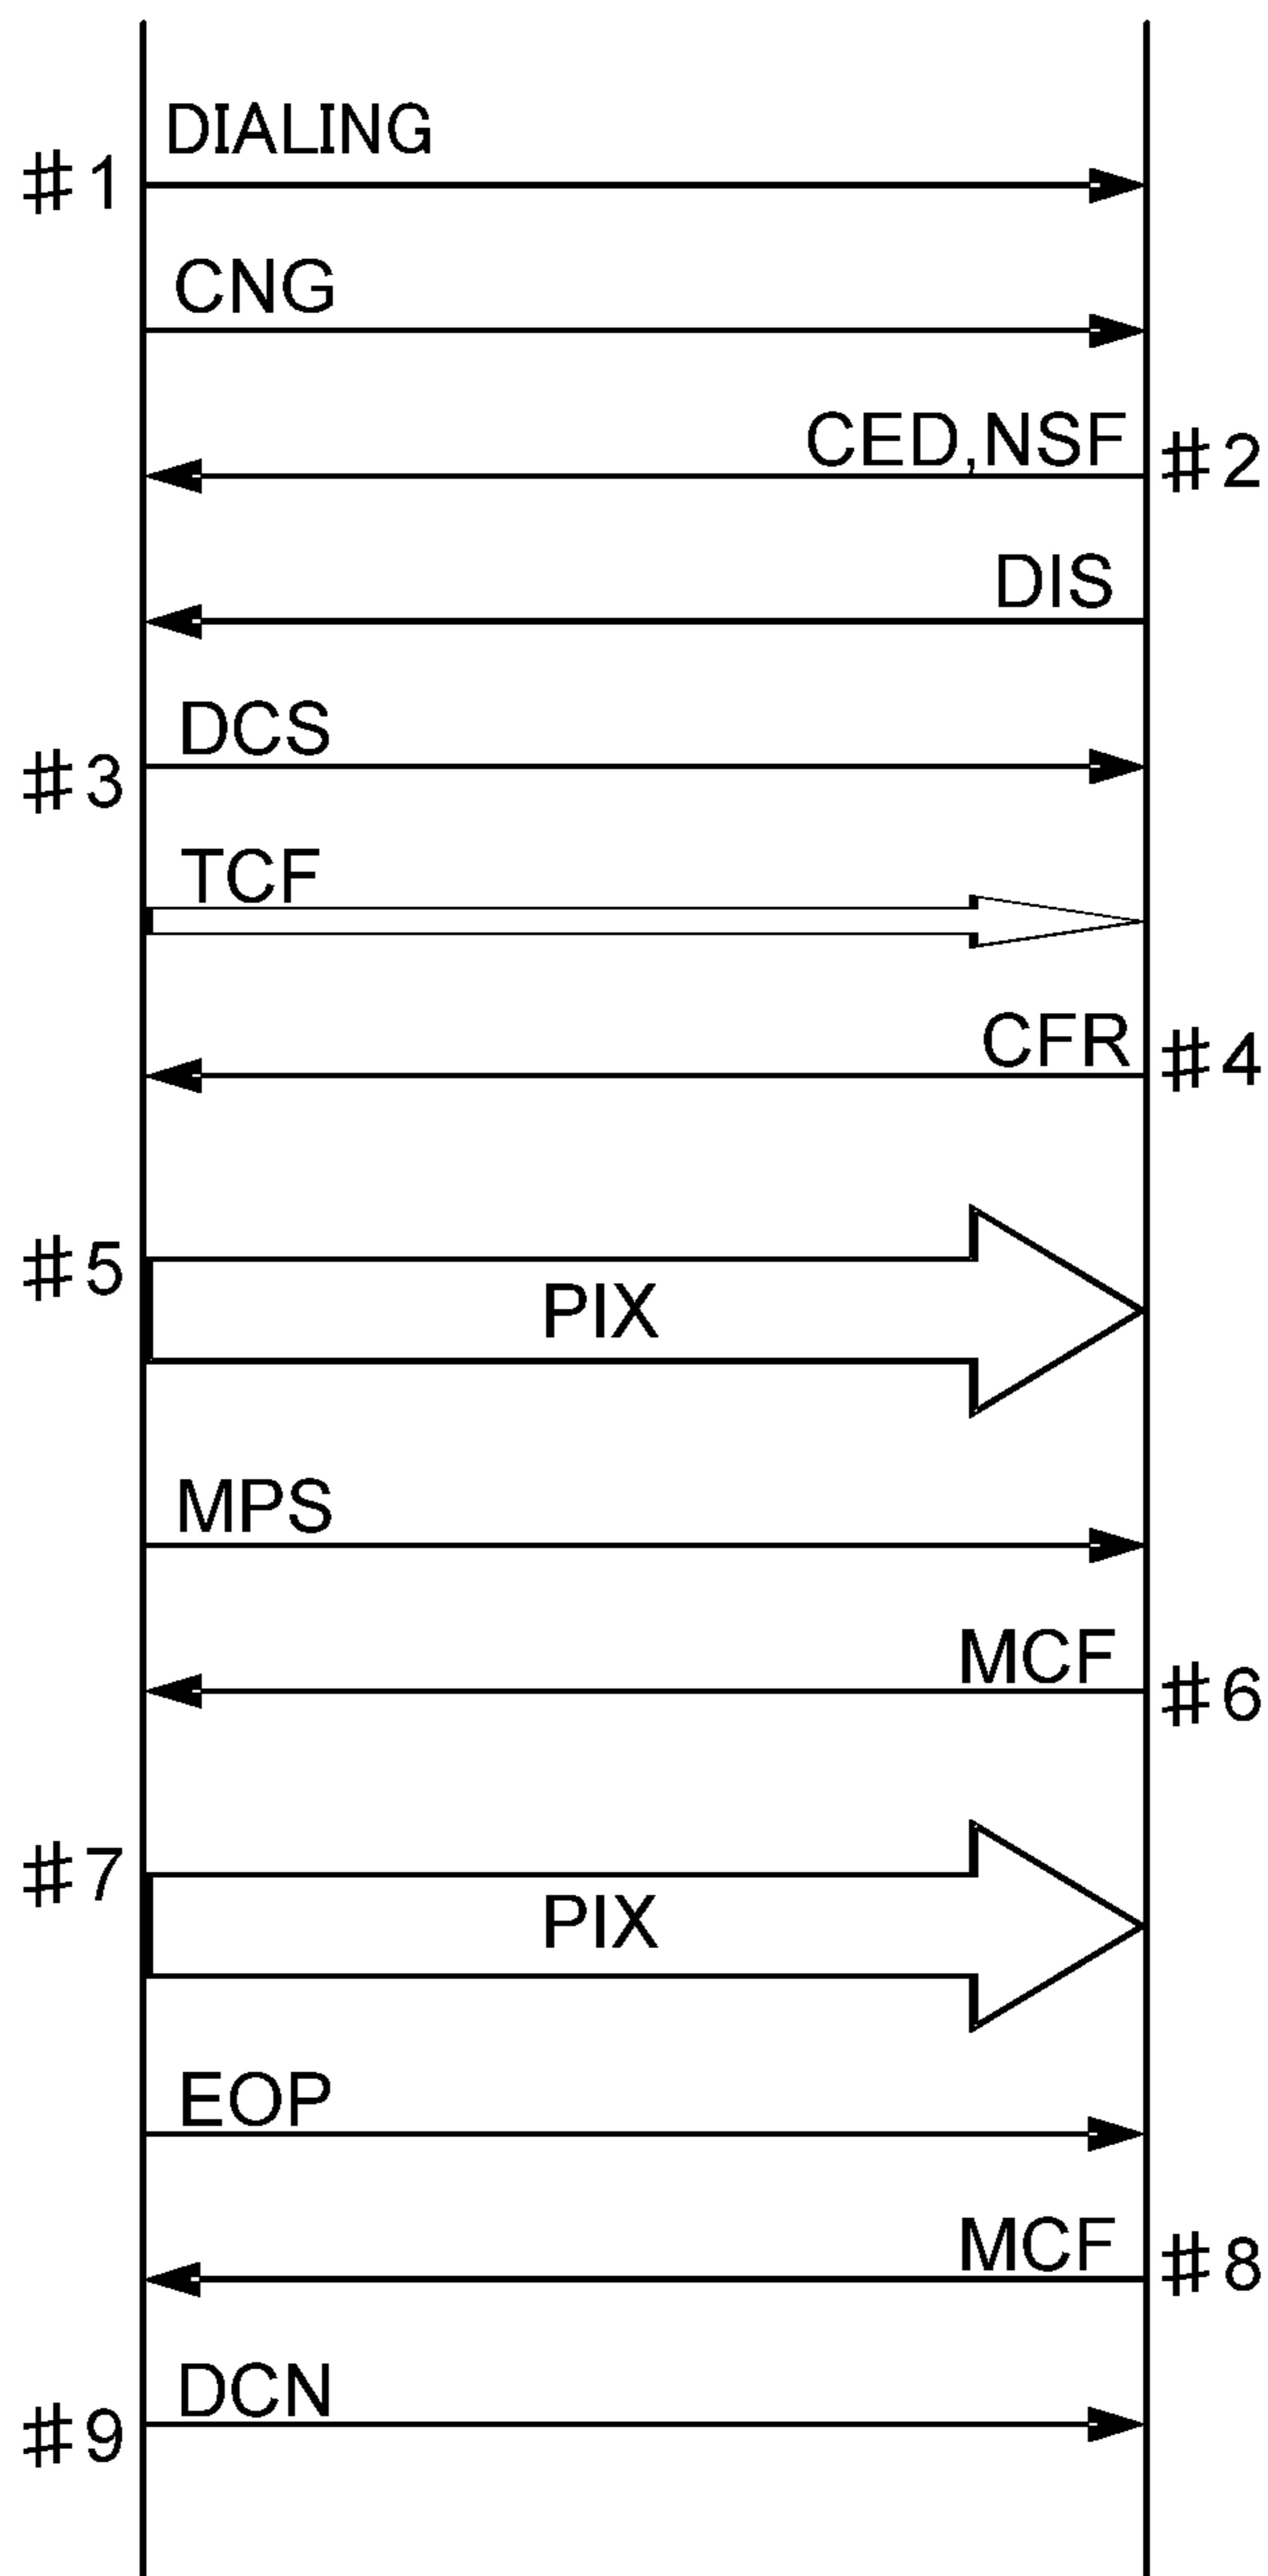 DIALING
#1
CNG
CED,NSF
#2
DIS
DCS
#3
TCF
CFR
#4
#5
PIX
MPS
MCF
#6
#7
PIX
EOP
MCF
#8
DCN
#9